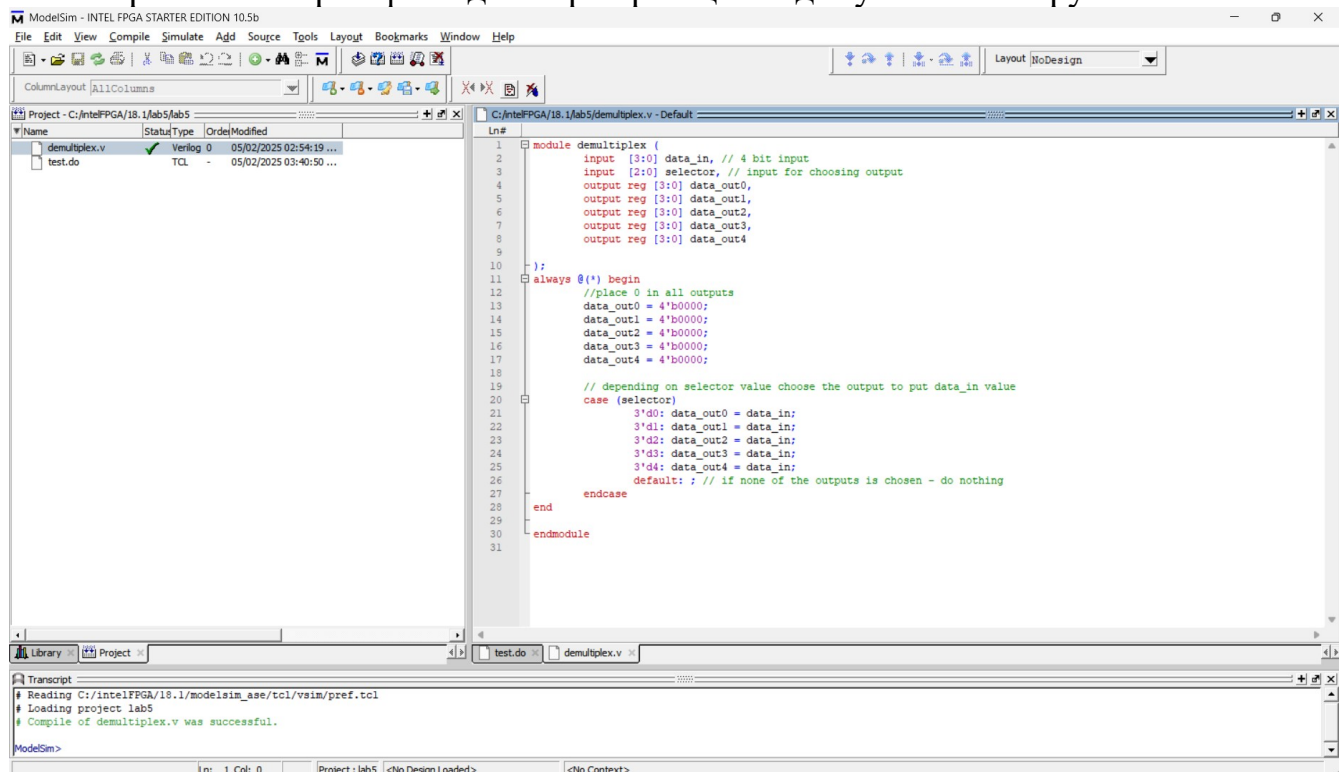 ModelSim - INTEL FPGA STARTER EDITION 10.5b
File Edit View Compile Simulate Add Source Tools Layout Bookmarks Window Help
Layout NoDesign
ColumnLayout AllColumns
Project - C:/intelFPGA/18.1/lab5/lab5
C:/intelFPGA/18.1/lab5/demultiplex.v - Default
Name Status Type Order Modified
demultiplex.v Verilog 0 05/02/2025 02:54:19 ...
test.do TCL - 05/02/2025 03:40:50 ...
Ln#
1 module demultiplex (
2 input [3:0] data_in, // 4 bit input
3 input [2:0] selector, // input for choosing output
4 output reg [3:0] data_out0,
5 output reg [3:0] data_out1,
6 output reg [3:0] data_out2,
7 output reg [3:0] data_out3,
8 output reg [3:0] data_out4
9
10 );
11 always @(*) begin
12 //place 0 in all outputs
13 data_out0 = 4'b0000;
14 data_out1 = 4'b0000;
15 data_out2 = 4'b0000;
16 data_out3 = 4'b0000;
17 data_out4 = 4'b0000;
18
19 // depending on selector value choose the output to put data_in value
20 case (selector)
21 3'd0: data_out0 = data_in;
22 3'd1: data_out1 = data_in;
23 3'd2: data_out2 = data_in;
24 3'd3: data_out3 = data_in;
25 3'd4: data_out4 = data_in;
26 default: ; // if none of the outputs is chosen - do nothing
27 endcase
28 end
29
30 endmodule
31
Library Project
test.do demultiplex.v
Transcript
# Reading C:/intelFPGA/18.1/modelsim_ase/tcl/vsim/pref.tcl
# Loading project lab5
# Compile of demultiplex.v was successful.
ModelSim>
Ln: 1 Col: 0 Project : lab5 <No Design Loaded> <No Context>